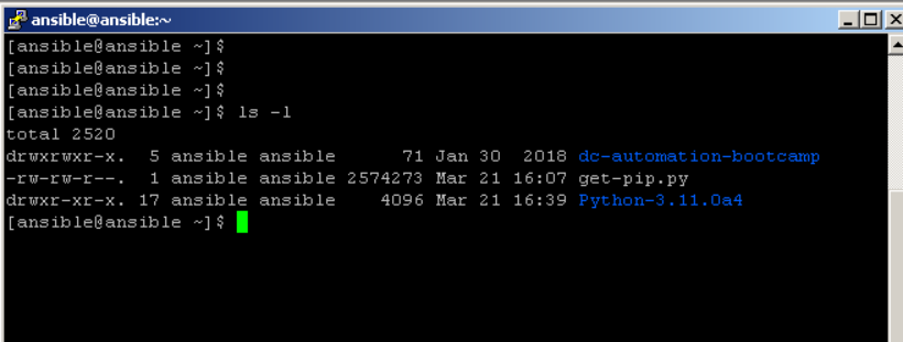 ansible@ansible:~
[ansible@ansible ~]$
[ansible@ansible ~]$
[ansible@ansible ~]$
[ansible@ansible ~]$ ls -l
total 2520
drwxrwxr-x.  5 ansible ansible      71 Jan 30  2018 dc-automation-bootcamp
-rw-rw-r--.  1 ansible ansible 2574273 Mar 21 16:07 get-pip.py
drwxr-xr-x. 17 ansible ansible    4096 Mar 21 16:39 Python-3.11.0a4
[ansible@ansible ~]$